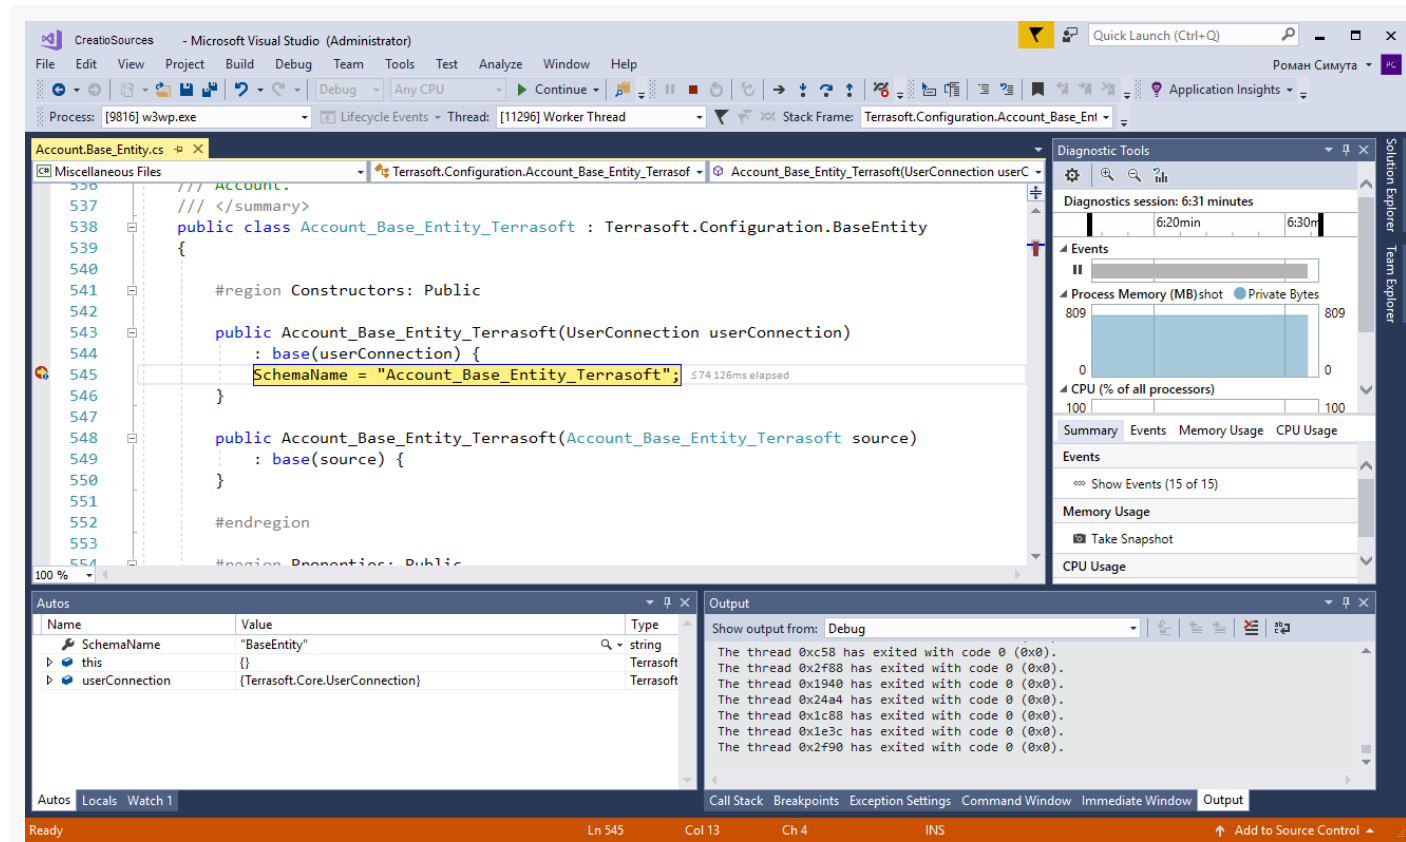 CreatioSources - Microsoft Visual Studio (Administrator)
Quick Launch (Ctrl+Q)
File Edit View Project Build Debug Team Tools Test Analyze Window Help
Роман Симута РС
Debug Any CPU Continue Application Insights
Process: [9816] w3wp.exe Lifecycle Events Thread: [11296] Worker Thread Stack Frame: Terrasoft.Configuration.Account_Base_Ent
Account.Base_Entity.cs
C# Miscellaneous Files Terrasoft.Configuration.Account_Base_Entity_Terrasof Account_Base_Entity_Terrasoft(UserConnection userC
536 /// Account.
537 /// </summary>
538 public class Account_Base_Entity_Terrasoft : Terrasoft.Configuration.BaseEntity
539 {
540
541 #region Constructors: Public
542
543 public Account_Base_Entity_Terrasoft(UserConnection userConnection)
544 : base(userConnection) {
545 SchemaName = "Account_Base_Entity_Terrasoft"; ≤74 126ms elapsed
546 }
547
548 public Account_Base_Entity_Terrasoft(Account_Base_Entity_Terrasoft source)
549 : base(source) {
550 }
551
552 #endregion
553
554 #region Properties: Public
100 %
Diagnostic Tools
Diagnostics session: 6:31 minutes
6:20min 6:30m
Events
Process Memory (MB) shot Private Bytes
809 809
0 0
CPU (% of all processors)
100 100
Summary Events Memory Usage CPU Usage
Events
Show Events (15 of 15)
Memory Usage
Take Snapshot
CPU Usage
Solution Explorer
Team Explorer
Autos
Name Value Type
SchemaName "BaseEntity" string
this {} Terrasoft
userConnection {Terrasoft.Core.UserConnection} Terrasoft
Autos Locals Watch 1
Output
Show output from: Debug
The thread 0xc58 has exited with code 0 (0x0).
The thread 0x2f88 has exited with code 0 (0x0).
The thread 0x1940 has exited with code 0 (0x0).
The thread 0x24a4 has exited with code 0 (0x0).
The thread 0x1c88 has exited with code 0 (0x0).
The thread 0x1e3c has exited with code 0 (0x0).
The thread 0x2f90 has exited with code 0 (0x0).
Call Stack Breakpoints Exception Settings Command Window Immediate Window Output
Ready Ln 545 Col 13 Ch 4 INS Add to Source Control